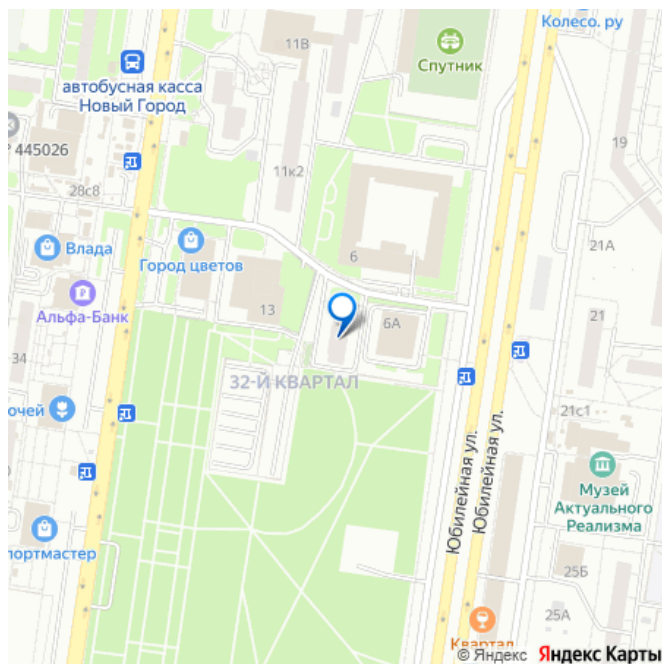 Колесо. ру
11В
Спутник
автобусная касса
Новый Город
445026
19
11к2
28с8
Влада
Город цветов
6
21А
Альфа-Банк
13
6А
21
34
32-Й КВАРТАЛ
очей
21с1
Юбилейная ул.
Юбилейная ул.
Музей
Актуального
Реализма
портмастер
25Б
25А
Квартал
© Яндекс Яндекс Карты